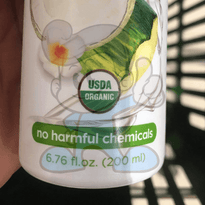 USDA
ORGANIC
no harmful chemicals
6.76 fl.oz. (200 ml)